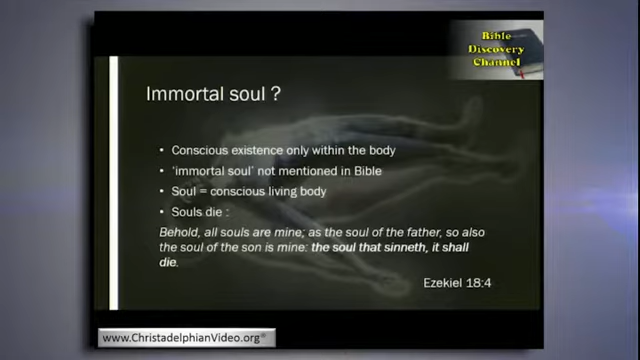 Bible
Discovery
Channel
Immortal soul ?
• Conscious existence only within the body
• ‘immortal soul’ not mentioned in Bible
• Soul = conscious living body
• Souls die :
Behold, all souls are mine; as the soul of the father, so also
the soul of the son is mine: the soul that sinneth, it shall
die.
Ezekiel 18:4
www.ChristadelphianVideo.org®